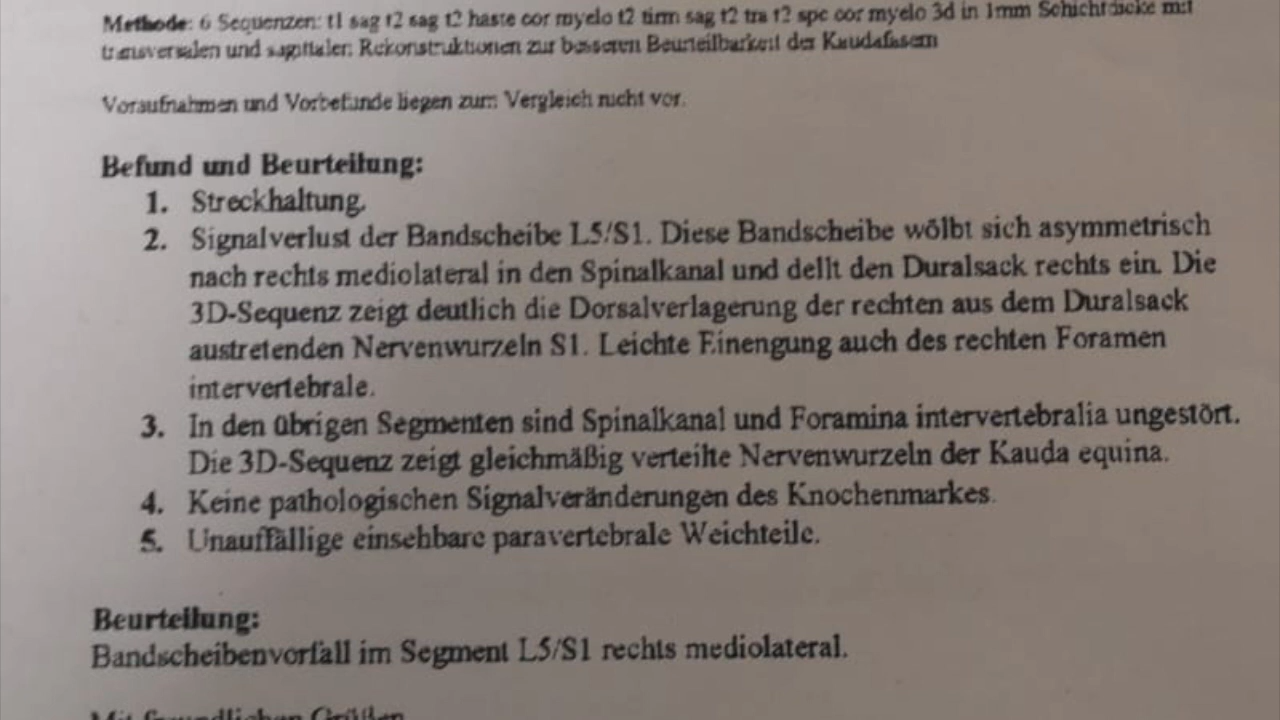 Methode: 6 Sequenzen: t1 sag t2 sag t2 haste cor myelo t2 tirm sag t2 tra t2 spc cor myelo 3d in 1mm Schichtdicke mit
transversalen und sagittalen Rekonstruktionen zur besseren Beurteilbarkeit der Kaudafasern
Voraufnahmen und Vorbefunde liegen zum Vergleich nicht vor.
Befund und Beurteilung:
1. Streckhaltung.
2. Signalverlust der Bandscheibe L5/S1. Diese Bandscheibe wölbt sich asymmetrisch
nach rechts mediolateral in den Spinalkanal und dellt den Duralsack rechts ein. Die
3D-Sequenz zeigt deutlich die Dorsalverlagerung der rechten aus dem Duralsack
austretenden Nervenwurzeln S1. Leichte Einengung auch des rechten Foramen
intervertebrale.
3. In den übrigen Segmenten sind Spinalkanal und Foramina intervertebralia ungestört.
Die 3D-Sequenz zeigt gleichmäßig verteilte Nervenwurzeln der Kauda equina.
4. Keine pathologischen Signalveränderungen des Knochenmarkes.
5. Unauffällige einsehbare paravertebrale Weichteile.
Beurteilung:
Bandscheibenvorfall im Segment L5/S1 rechts mediolateral.
Mit freundlichen Grüßen